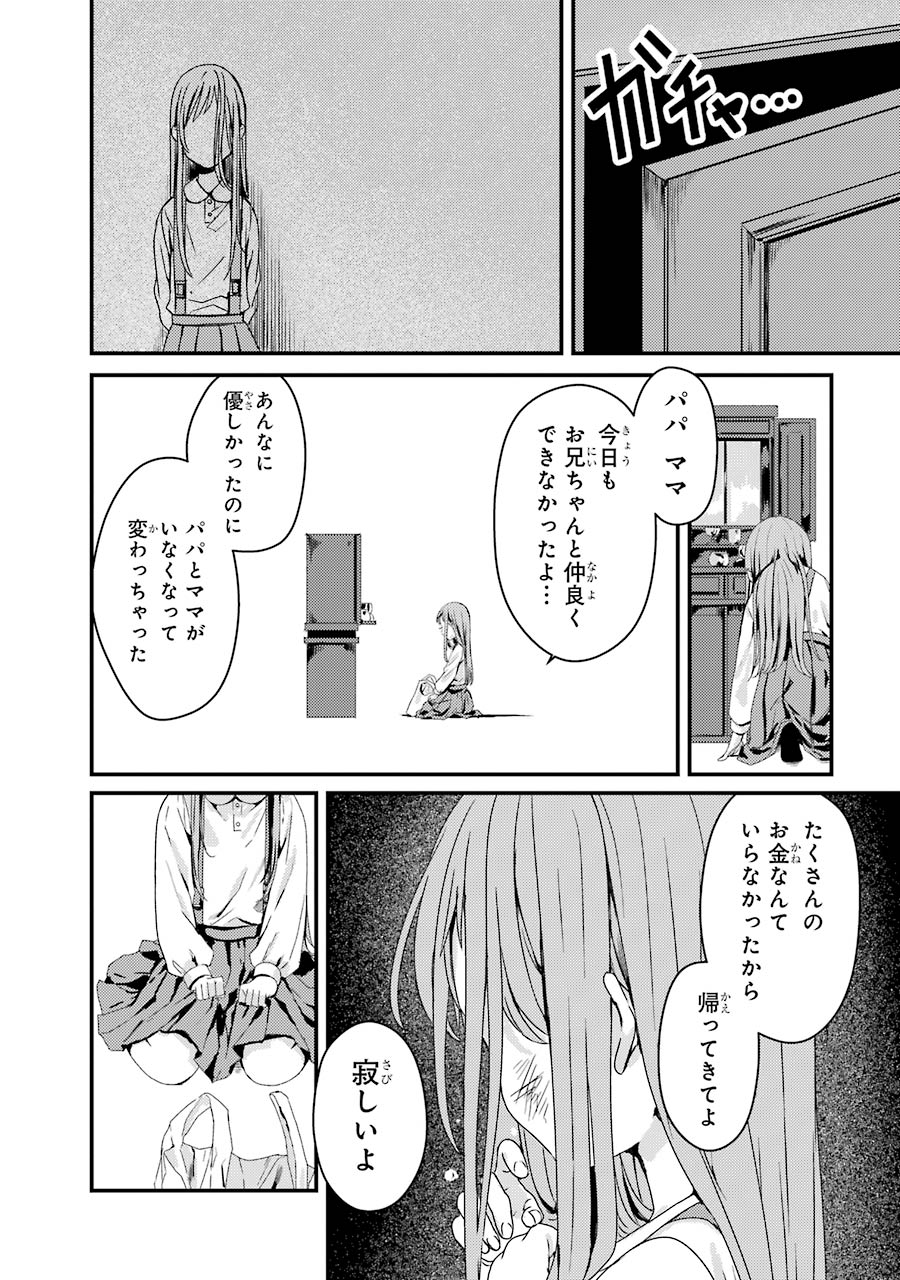 ガチャ…
パパ ママ
今日も
お兄ちゃんと仲良く
できなかったよ…
あんなに
優しかったのに
パパとママが
いなくなって
変わっちゃった
たくさんの
お金なんて
いらなかったから
帰ってきてよ
寂しいよ